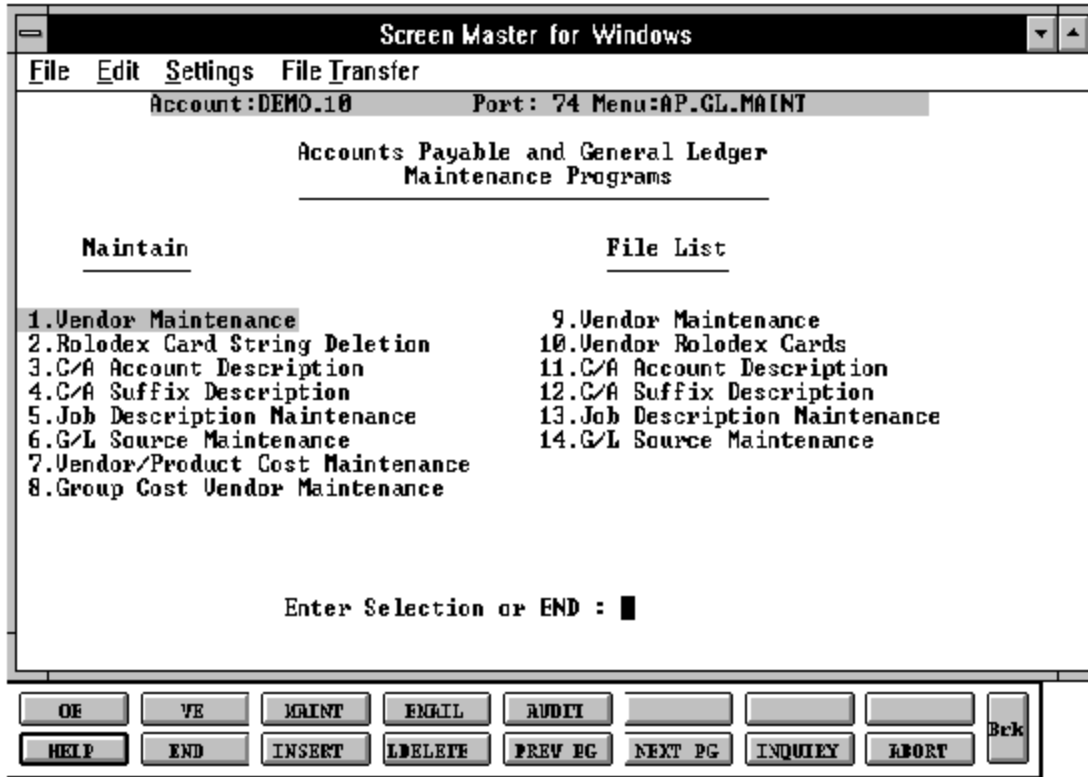 Screen Master for Windows
File Edit Settings File Transfer
Account:DEMO.10 Port: 74 Menu:AP.GL.MAINT
Accounts Payable and General Ledger
Maintenance Programs
Maintain File List
1.Vendor Maintenance 9.Vendor Maintenance
2.Rolodex Card String Deletion 10.Vendor Rolodex Cards
3.C/A Account Description 11.C/A Account Description
4.C/A Suffix Description 12.C/A Suffix Description
5.Job Description Maintenance 13.Job Description Maintenance
6.G/L Source Maintenance 14.G/L Source Maintenance
7.Vendor/Product Cost Maintenance
8.Group Cost Vendor Maintenance
Enter Selection or END :
OE VE MAINT EMAIL AUDIT
Brk
HELP END INSERT LDELETE PREV PG NEXT PG INQUIRY ABORT